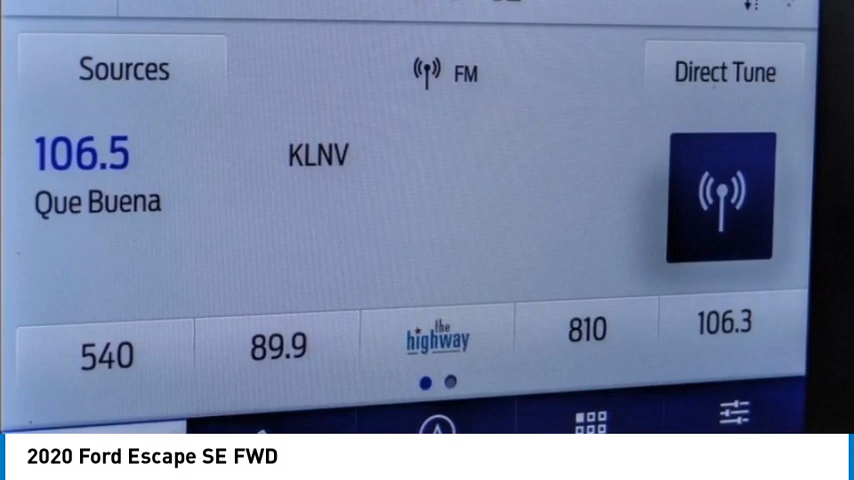 Sources
FM
Direct Tune
106.5
KLNV
Que Buena
540
89.9
the
highway
810
106.3
2020 Ford Escape SE FWD